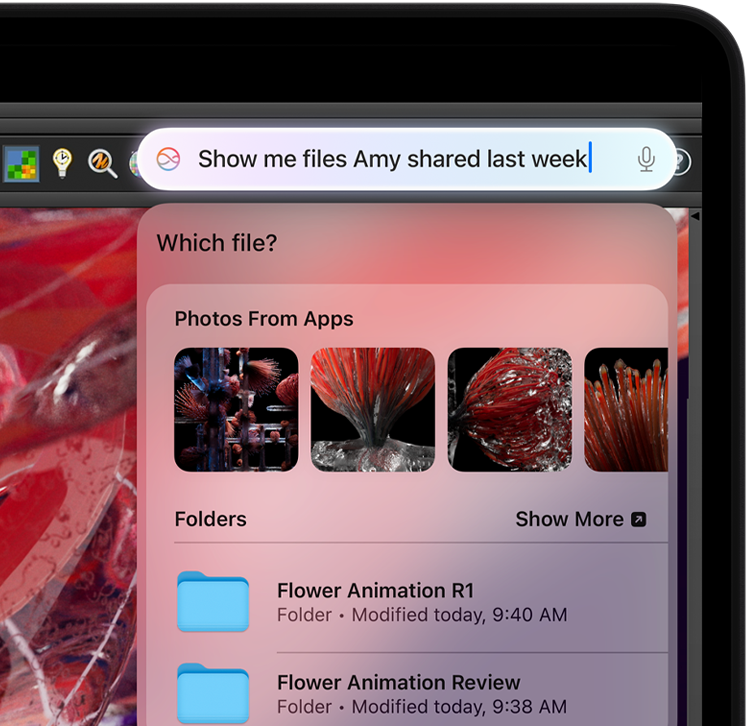 Show me files Amy shared last week
?
Which file?
Photos From Apps
Folders
Show More
Flower Animation R1
Folder • Modified today, 9:40 AM
Flower Animation Review
Folder • Modified today, 9:38 AM